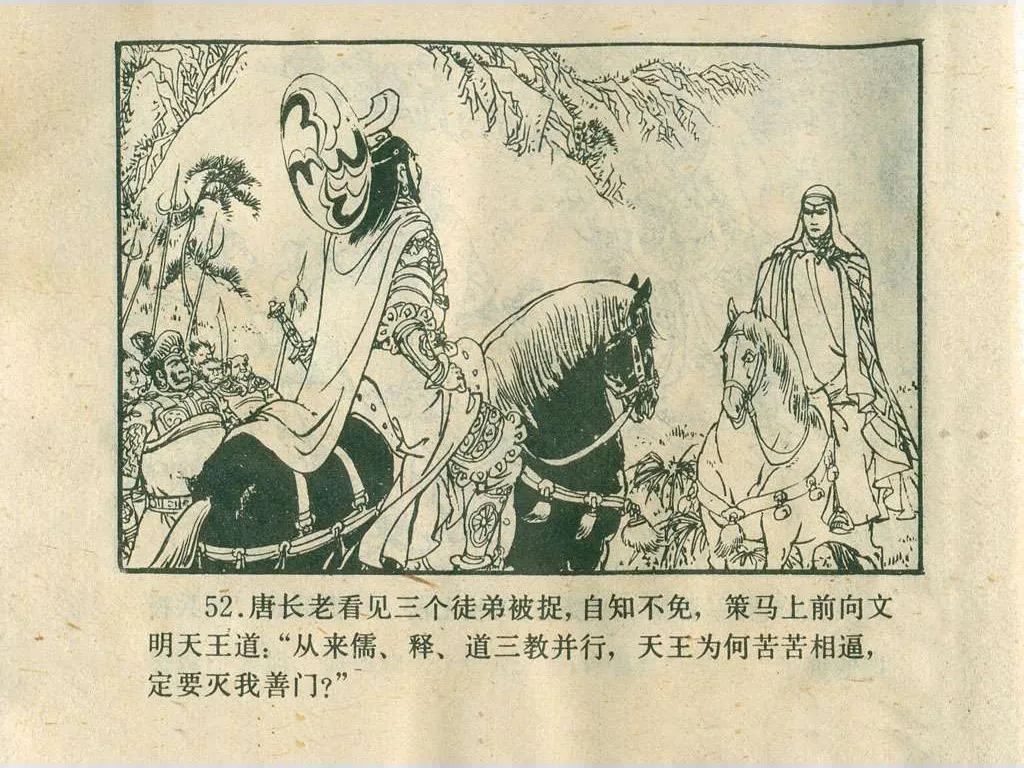 52.唐长老看见三个徒弟被捉,自知不免, 策马上前向文
明天王道:“从来儒、释、道三教并行, 天王为何苦苦相逼,
定要灭我善门?”